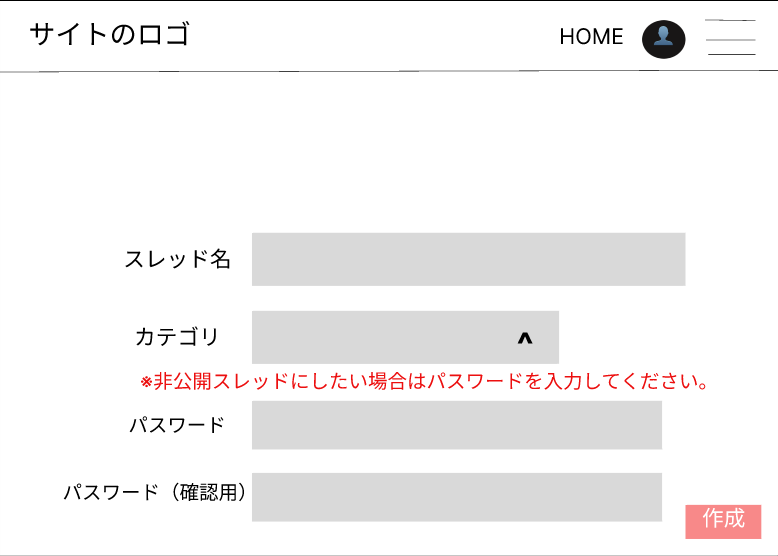 サイトのロゴ
HOME
スレッド名
カテゴリ
※非公開スレッドにしたい場合はパスワードを入力してください。
パスワード
パスワード（確認用）
作成